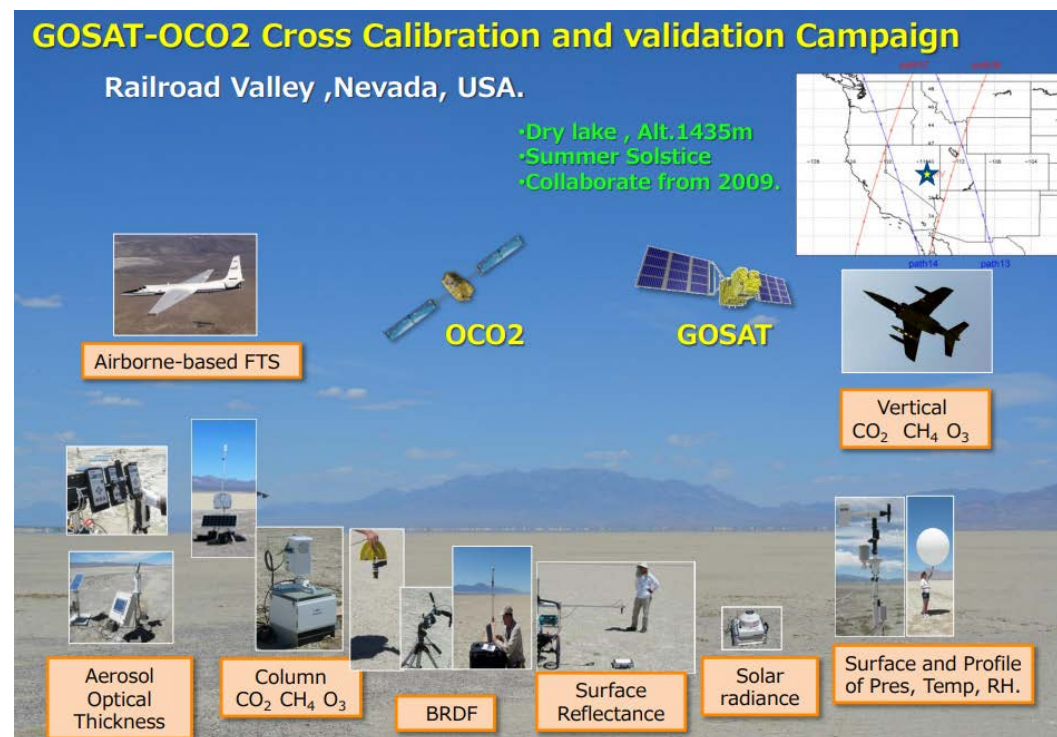 GOSAT-OCO2 Cross Calibration and validation Campaign
Railroad Valley ,Nevada, USA.
•Dry lake , Alt.1435m
•Summer Solstice
•Collaborate from 2009.
path14
path13
OCO2
GOSAT
Airborne-based FTS
Vertical
CO₂ CH₄ O₃
Aerosol
Optical
Thickness
Column
CO₂ CH₄ O₃
BRDF
Surface
Reflectance
Solar
radiance
Surface and Profile
of Pres, Temp, RH.